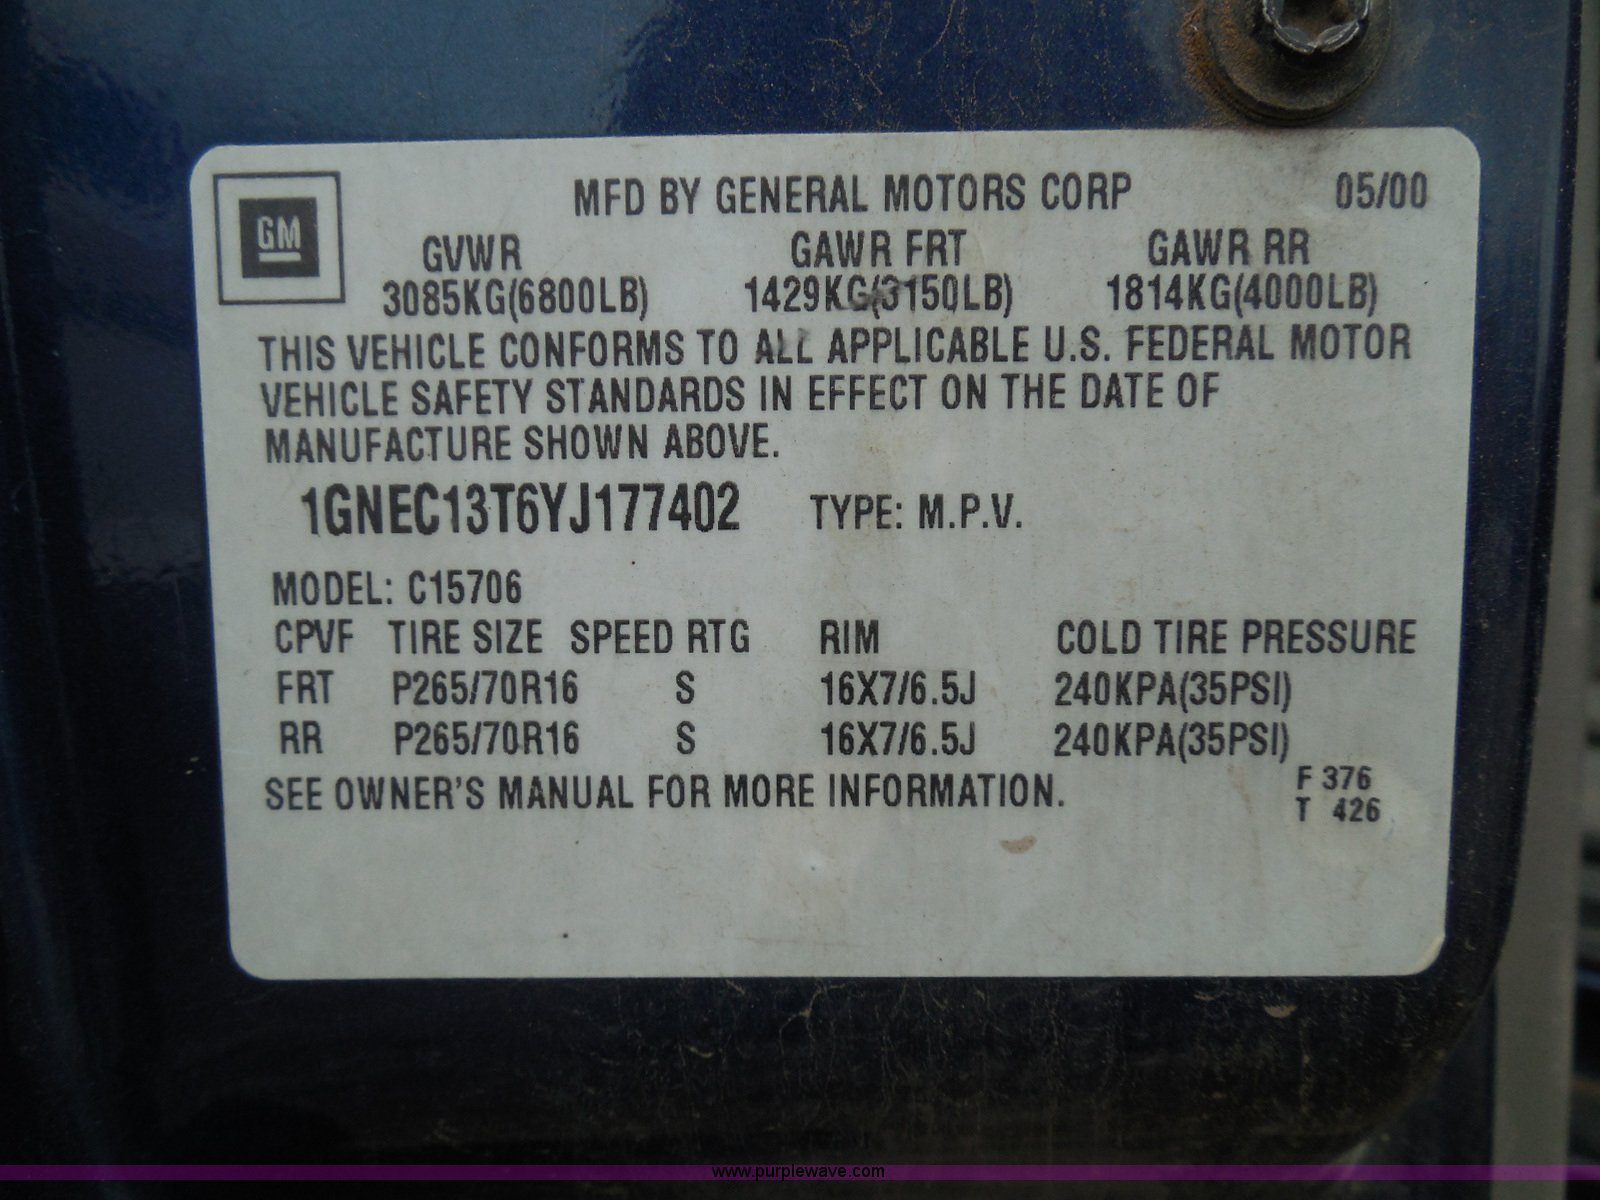 GM
MFD BY GENERAL MOTORS CORP 05/00
GVWR GAWR FRT GAWR RR
3085KG(6800LB) 1429KG(3150LB) 1814KG(4000LB)
THIS VEHICLE CONFORMS TO ALL APPLICABLE U.S. FEDERAL MOTOR
VEHICLE SAFETY STANDARDS IN EFFECT ON THE DATE OF
MANUFACTURE SHOWN ABOVE.
1GNEC13T6YJ177402 TYPE: M.P.V.
MODEL: C15706
CPVF TIRE SIZE SPEED RTG RIM COLD TIRE PRESSURE
FRT P265/70R16 S 16X7/6.5J 240KPA(35PSI)
RR P265/70R16 S 16X7/6.5J 240KPA(35PSI)
SEE OWNER'S MANUAL FOR MORE INFORMATION.
F 376
T 426
www.purplewave.com